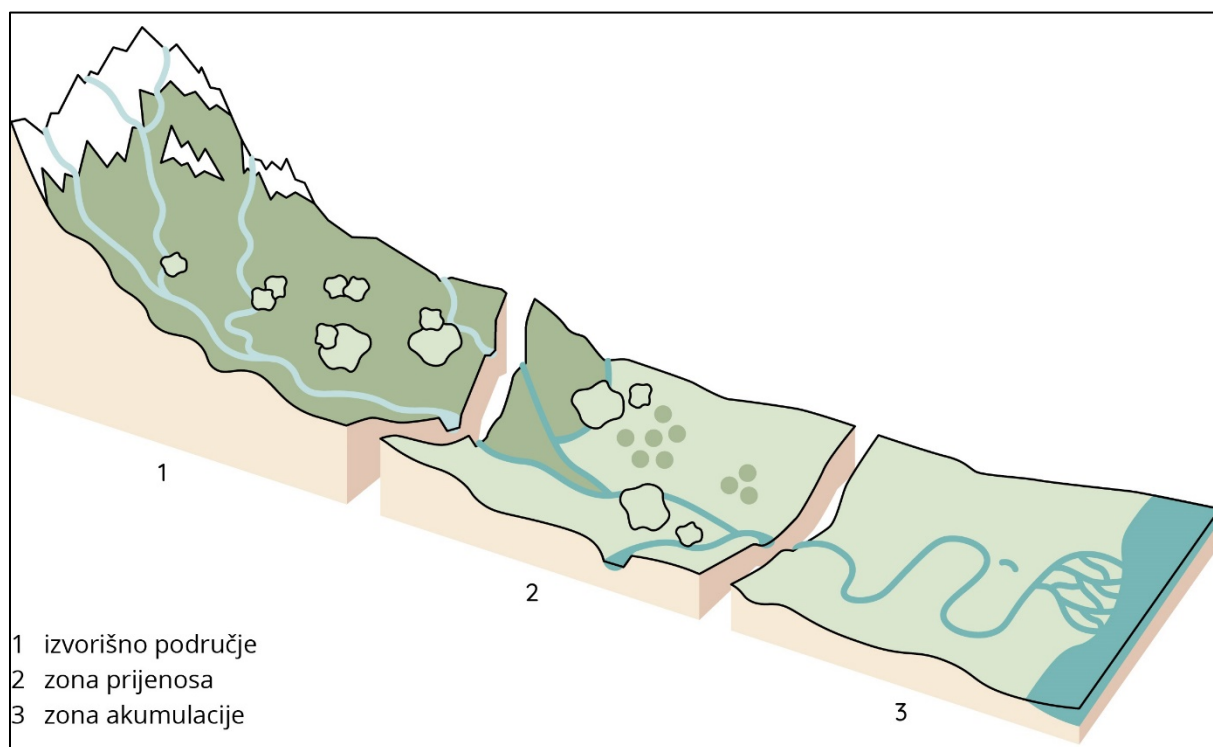 1
2
3
1 izvorišno područje
2 zona prijenosa
3 zona akumulacije